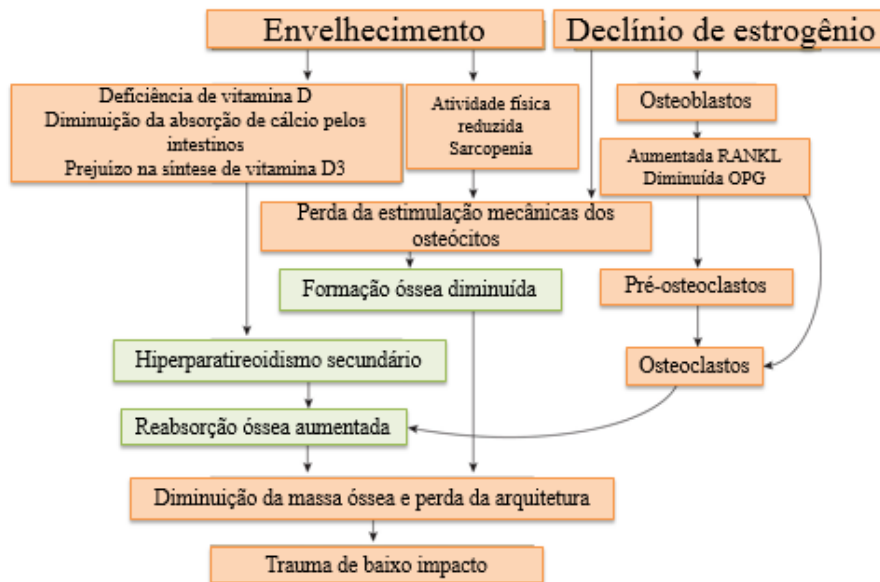 Envelhecimento
Declínio de estrogênio
Deficiência de vitamina D
Diminuição da absorção de cálcio pelos
intestinos
Prejuízo na síntese de vitamina D3
Atividade física
reduzida
Sarcopenia
Osteoblastos
Aumentada RANKL
Diminuída OPG
Perda da estimulação mecânicas dos
osteócitos
Formação óssea diminuída
Pré-osteoclastos
Hiperparatireoidismo secundário
Osteoclastos
Reabsorção óssea aumentada
Diminuição da massa óssea e perda da arquitetura
Trauma de baixo impacto